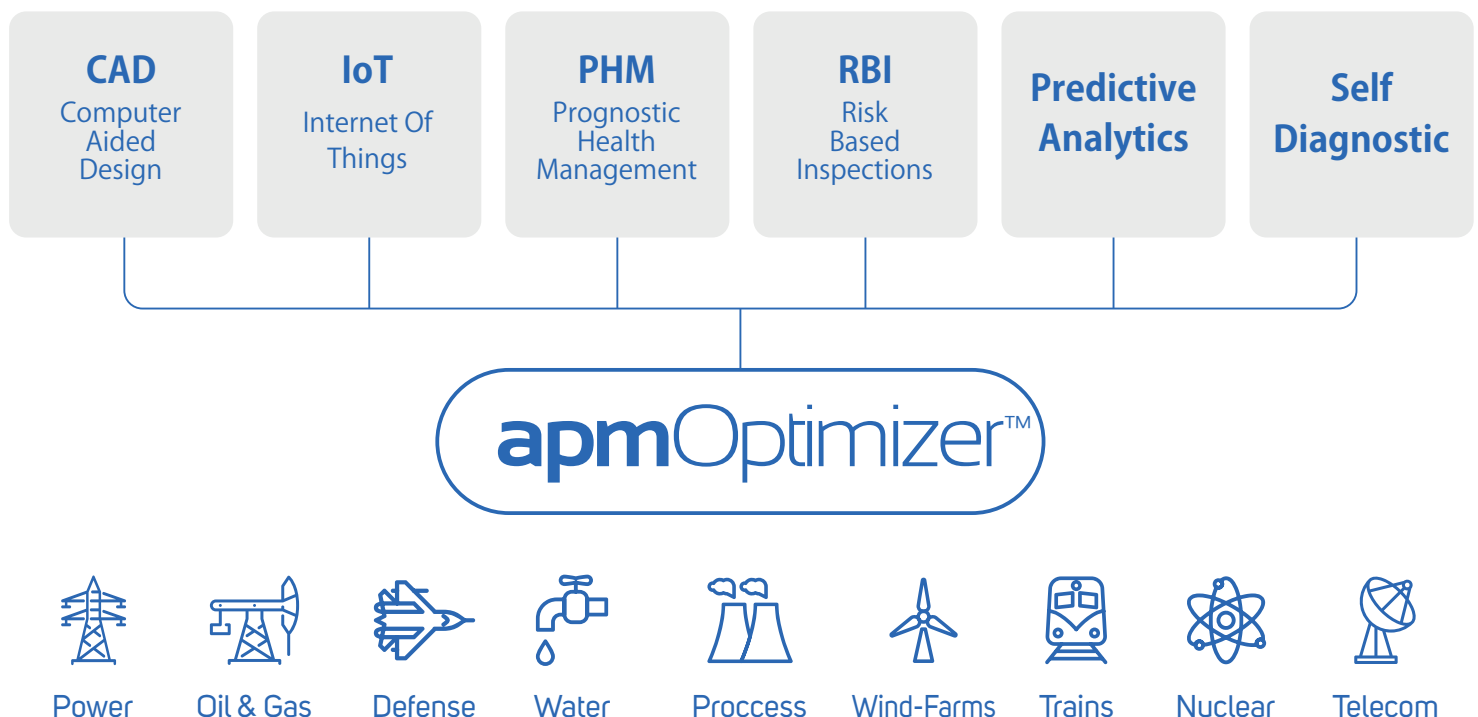 CAD
Computer
Aided
Design
IoT
Internet Of
Things
PHM
Prognostic
Health
Management
RBI
Risk
Based
Inspections
Predictive
Analytics
Self
Diagnostic
apmOptimizer™
Power
Oil & Gas
Defense
Water
Proccess
Wind-Farms
Trains
Nuclear
Telecom